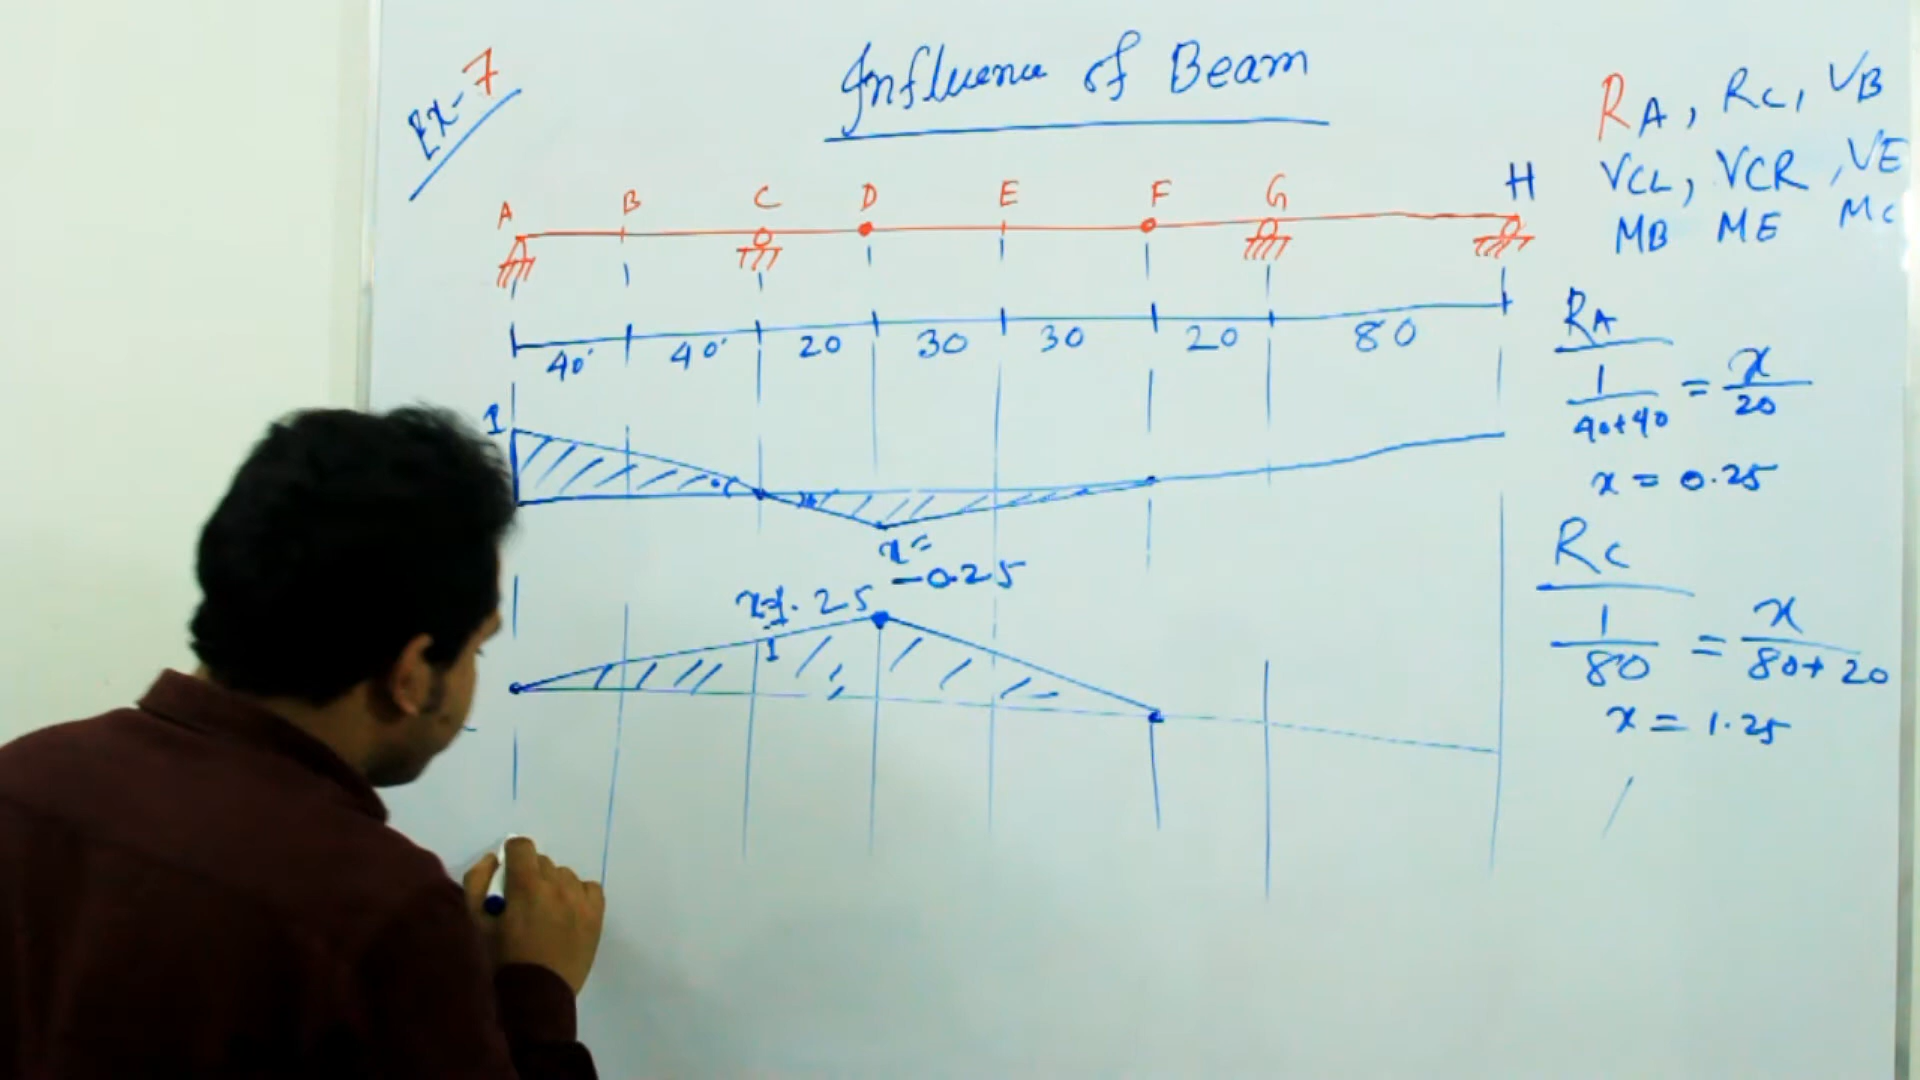 Ex-7
Influence of Beam
RA, RC, VB
VCL, VCR, VE
MB ME MC
A B C D E F G H
40' 40' 20 30 30 20 80
RA
1/40+40 = x/20
x = 0.25
1
x =
-0.25
RC
1/80 = x/80+20
x = 1.25
x=1.25
1